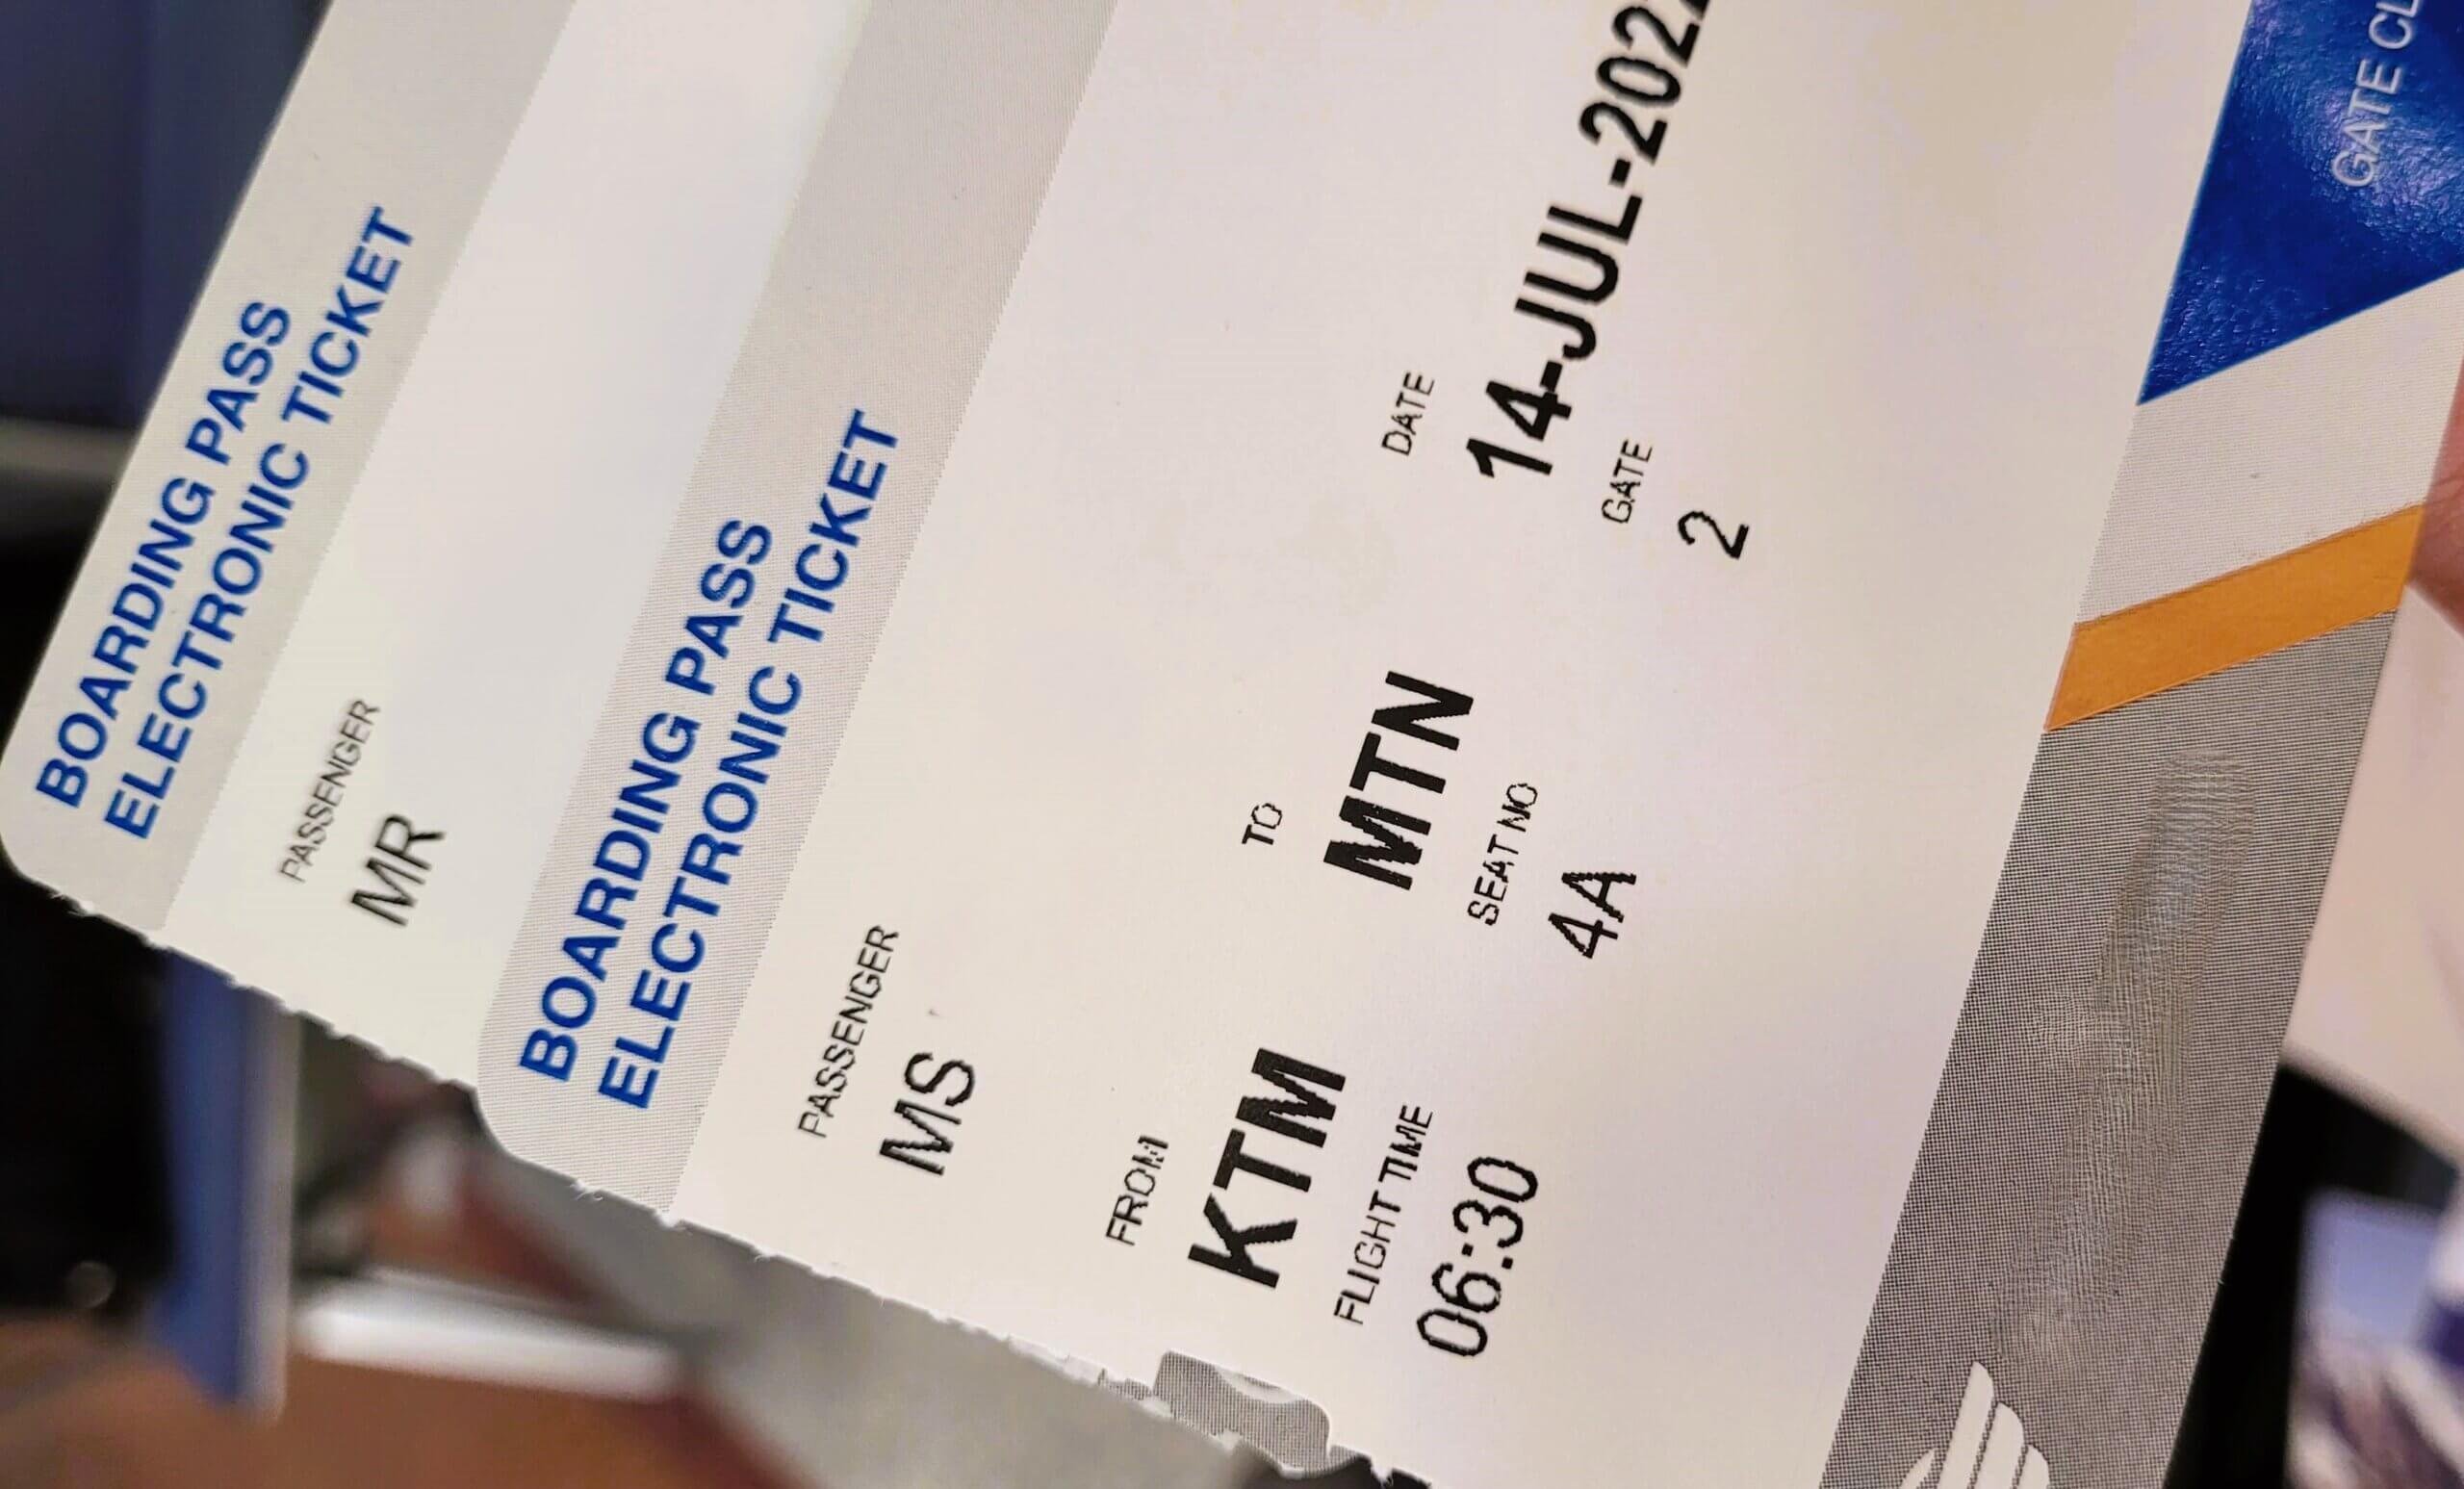 BOARDING PASS
ELECTRONIC TICKET
PASSENGER
MR
BOARDING PASS
ELECTRONIC TICKET
PASSENGER
MS
FROM TO DATE
KTM MTN 14-JUL-202
FLIGHT TIME SEAT NO GATE
06:30 4A 2
GATE CL